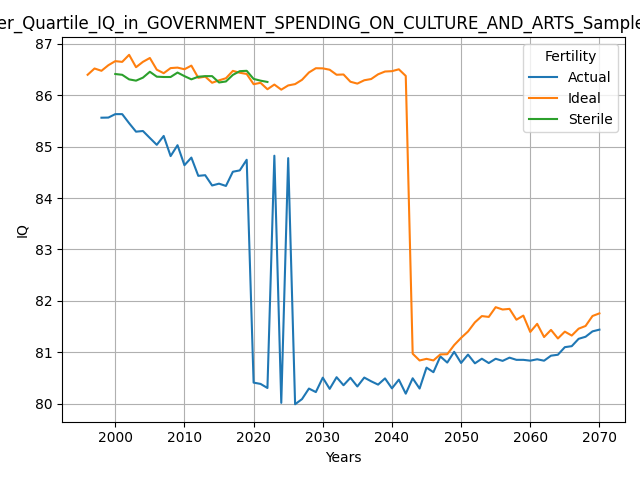 er_Quartile_IQ_in_GOVERNMENT_SPENDING_ON_CULTURE_AND_ARTS_Sample
87
86
85
84
83
82
81
80
IQ
Fertility
Actual
Ideal
Sterile
2000
2010
2020
2030
2040
2050
2060
2070
Years